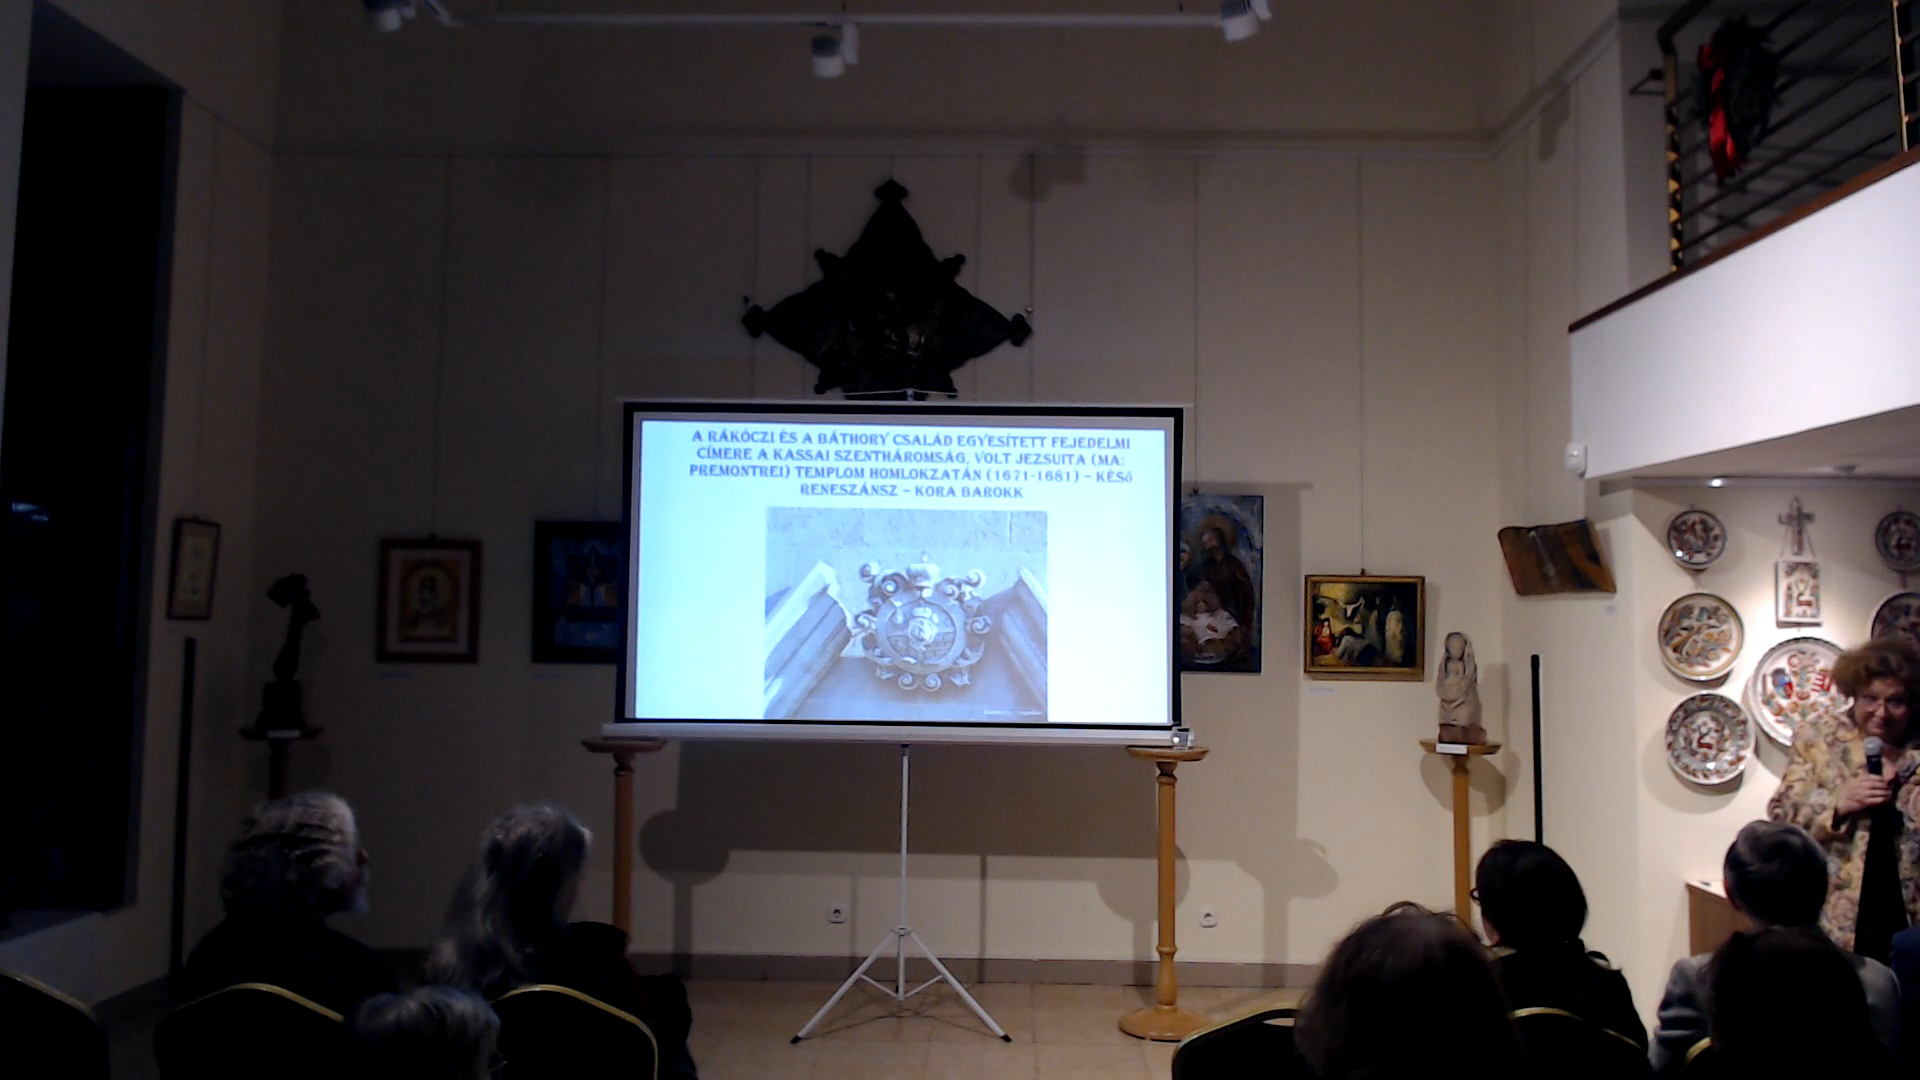 A RÁKÓCZI ÉS A BÁTHORY CSALÁD EGYESÍTETT FEJEDELMI
CÍMERE A KASSAI SZENTHÁROMSÁG, VOLT JEZSUITA (MA:
PREMONTREI) TEMPLOM HOMLOKZATÁN (1671-1681) – KÉSŐ
RENESZÁNSZ – KORA BAROKK